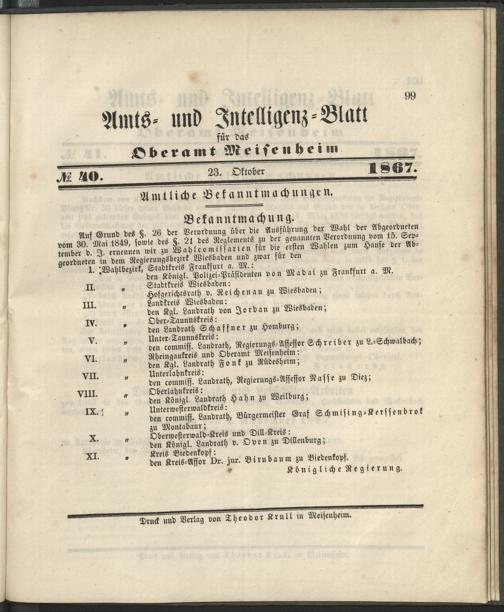 99
Amts- und Intelligenz-Blatt
für das
Oberamt Meisenheim
№ 40.
23. Oktober
1867.
Amtliche Bekanntmachungen.
Bekanntmachung.
Auf Grund des §. 26 der Verordnung über die Ausführung der Wahl der Abgeordneten
vom 30. Mai 1849, sowie des §. 21 des Reglements zu der genannten Verordnung vom 15. Sep-
tember d. J. ernennen wir zu Wahlcomissarien für die ersten Wahlen zum Hause der Ab-
geordneten in dem Regierungsbezirk Wiesbaden und zwar für den
I. Wahlbezirk, Stadtkreis Frankfurt a. M.:
den Königl. Polizei-Präsidenten von Madai zu Frankfurt a. M.
II. „ Stadtkreis Wiesbaden:
Hofgerichtsrath v. Reichenau zu Wiesbaden;
III. „ Landkreis Wiesbaden:
den Kgl. Landrath von Jordan zu Wiesbaden;
IV. „ Ober-Taunuskreis:
den Landrath Schaffner zu Homburg;
V. „ Unter-Taunuskreis:
den commiss. Landrath, Regierungs-Assessor Schreiber zu L.-Schwalbach;
VI. „ Rheingaukreis und Oberamt Meisenheim:
den Kgl. Landrath Fonk zu Rüdesheim;
VII. „ Unterlahnkreis:
den commiss. Landrath, Regierungs-Assessor Nasse zu Diez;
VIII. „ Oberlahnkreis:
den Königl. Landrath Hahn zu Weilburg;
IX. „ Unterwesterwaldkreis:
den commiss. Landrath, Bürgermeister Graf Schmising-Kerssenbrok
zu Montabaur;
X. „ Oberwesterwald-Kreis und Dill-Kreis:
den Königl. Landrath v. Oven zu Dillenburg;
XI. „ Kreis Biedenkopf:
den Kreis-Assor Dr. jur. Birnbaum zu Biedenkopf.
Königliche Regierung.
Druck und Verlag von Theodor Krull in Meisenheim.